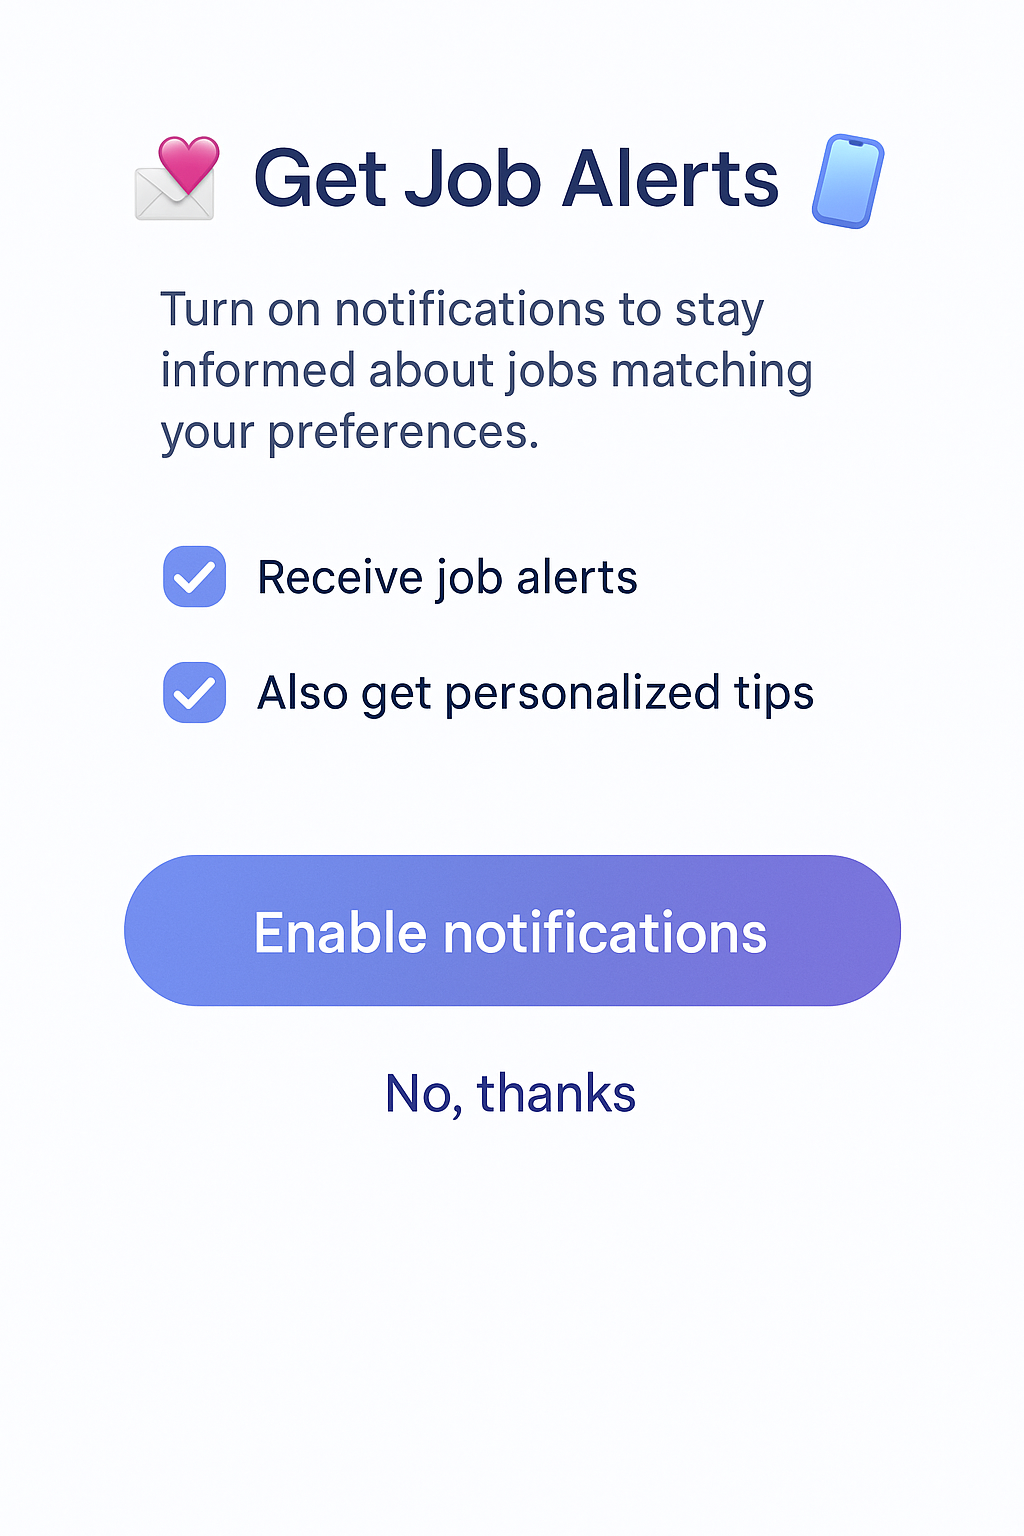 Get Job Alerts
Turn on notifications to stay
informed about jobs matching
your preferences.
Receive job alerts
Also get personalized tips
Enable notifications
No, thanks